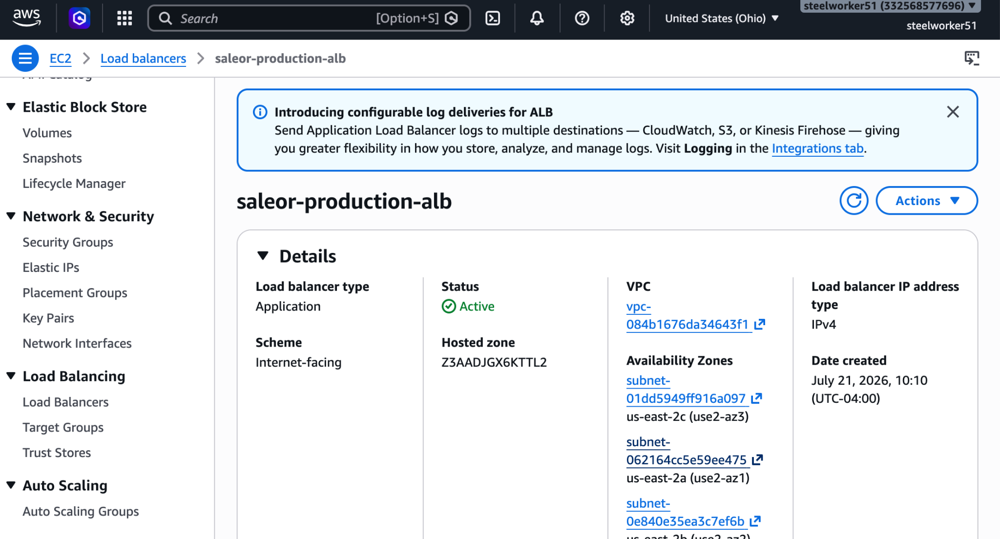 aws
Search [Option+S]
United States (Ohio)
steelworker51 (332568577696)
steelworker51
EC2 Load balancers saleor-production-alb
API Catalog
Elastic Block Store
Volumes
Snapshots
Lifecycle Manager
Network & Security
Security Groups
Elastic IPs
Placement Groups
Key Pairs
Network Interfaces
Load Balancing
Load Balancers
Target Groups
Trust Stores
Auto Scaling
Auto Scaling Groups
Introducing configurable log deliveries for ALB
Send Application Load Balancer logs to multiple destinations — CloudWatch, S3, or Kinesis Firehose — giving
you greater flexibility in how you store, analyze, and manage logs. Visit Logging in the Integrations tab.
saleor-production-alb
Actions
Details
Load balancer type
Application
Scheme
Internet-facing
Status
Active
Hosted zone
Z3AADJGX6KTTL2
VPC
vpc-
084b1676da34643f1
Availability Zones
subnet-
01dd5949ff916a097
us-east-2c (use2-az3)
subnet-
062164cc5e59ee475
us-east-2a (use2-az1)
subnet-
0e840e35ea3c7ef6b
us-east-2b (use2-az2)
Load balancer IP address
type
IPv4
Date created
July 21, 2026, 10:10
(UTC-04:00)